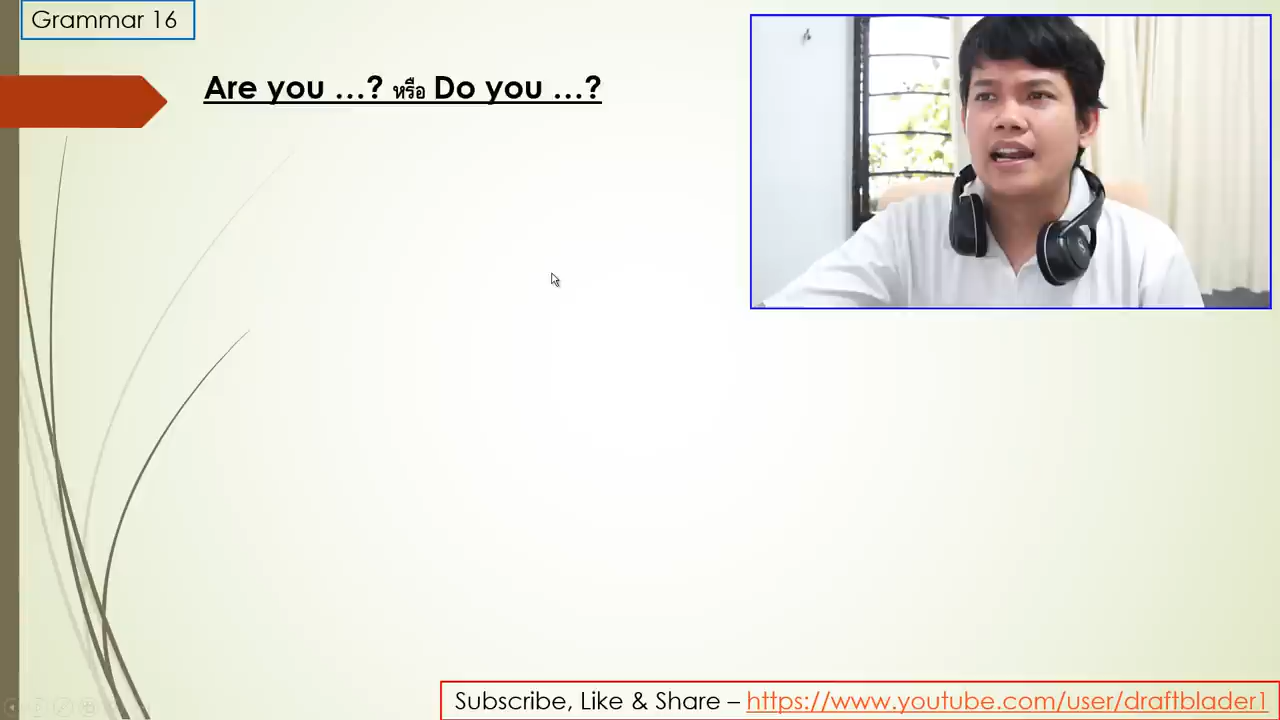 Grammar 16
Are you ...? หรือ Do you ...?
Subscribe, Like & Share – https://www.youtube.com/user/draftblader1